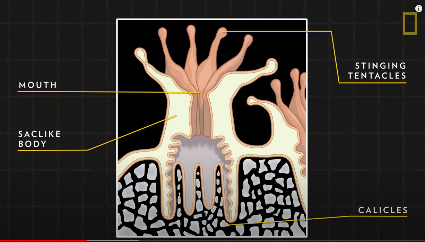 MOUTH
STINGING
TENTACLES
SACLIKE
BODY
CALICLES